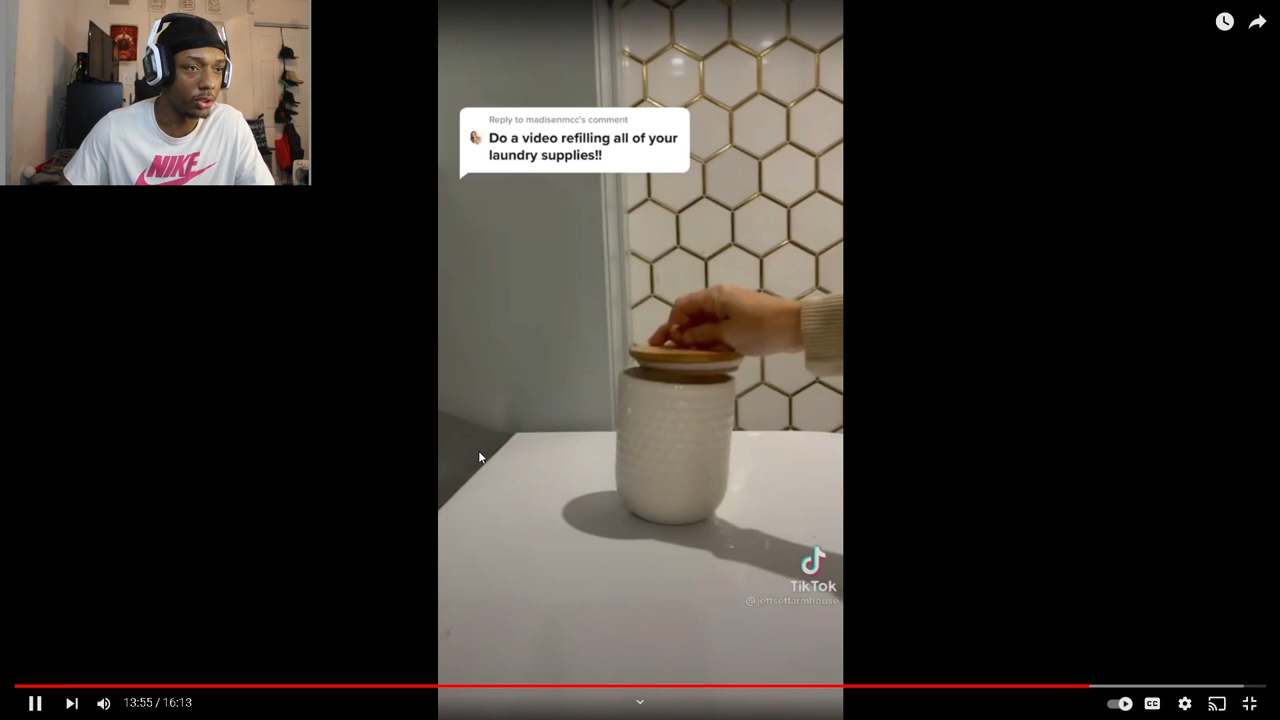 NIKE
Reply to madisenmcc's comment
Do a video refilling all of your
laundry supplies!!
TikTok
@jettsetfarmhouse
13:55 / 16:13
CC